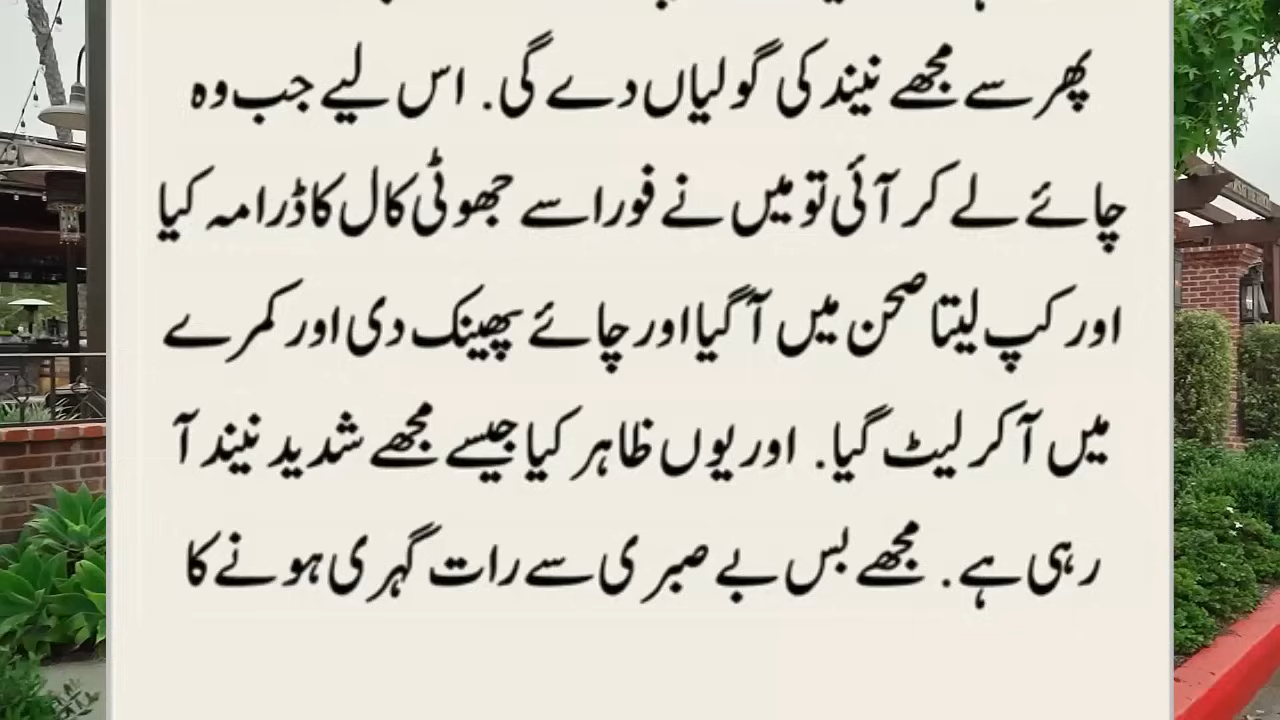 پھر سے مجھے نیند کی گولیاں دے گی. اس لیے جب وہ
چائے لے کر آئی تو میں نے فورا سے جھوٹی کال کا ڈرامہ کیا
اور کپ لیتا صحن میں آ گیا اور چائے پھینک دی اور کمرے
میں آ کر لیٹ گیا. اور یوں ظاہر کیا جیسے مجھے شدید نیند آ
رہی ہے. مجھے بس بے صبری سے رات گہری ہونے کا